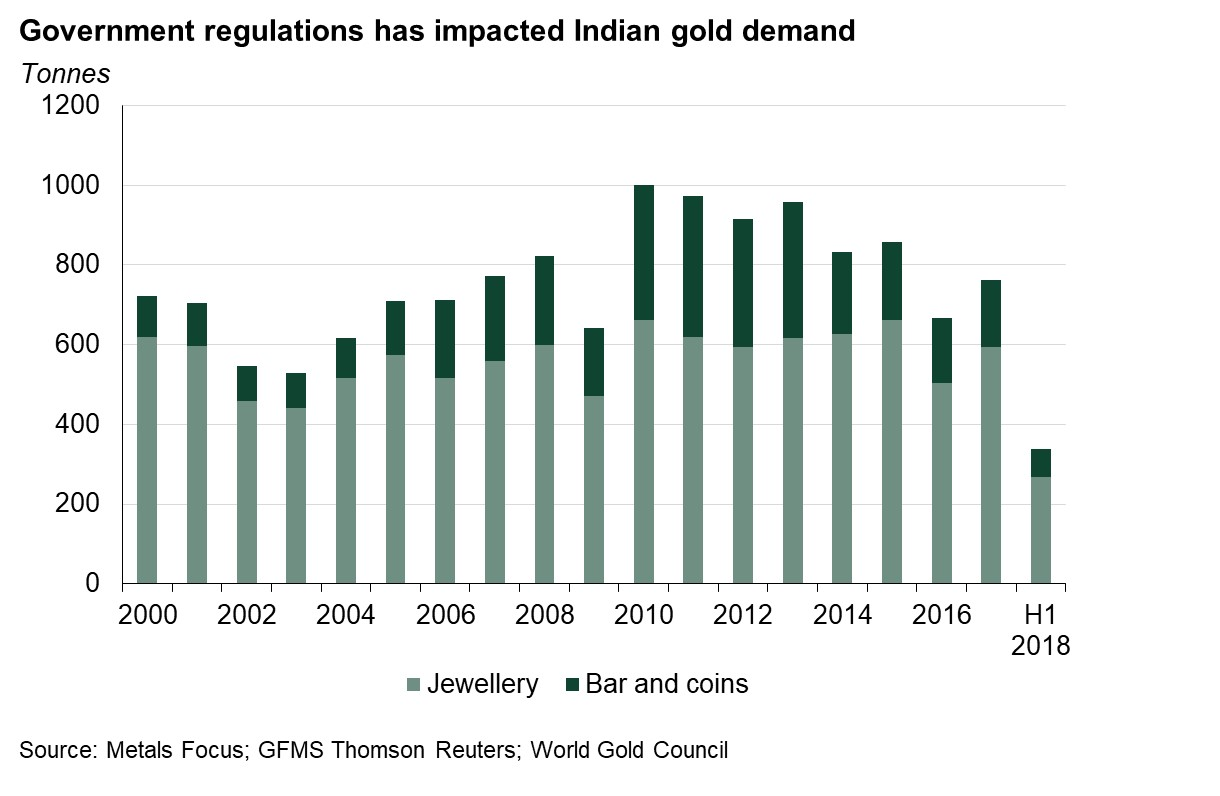 Government regulations has impacted Indian gold demand
Tonnes
1200
1000
800
600
400
200
0
2000 2002 2004 2006 2008 2010 2012 2014 2016 H1
2018
Jewellery Bar and coins
Source: Metals Focus; GFMS Thomson Reuters; World Gold Council